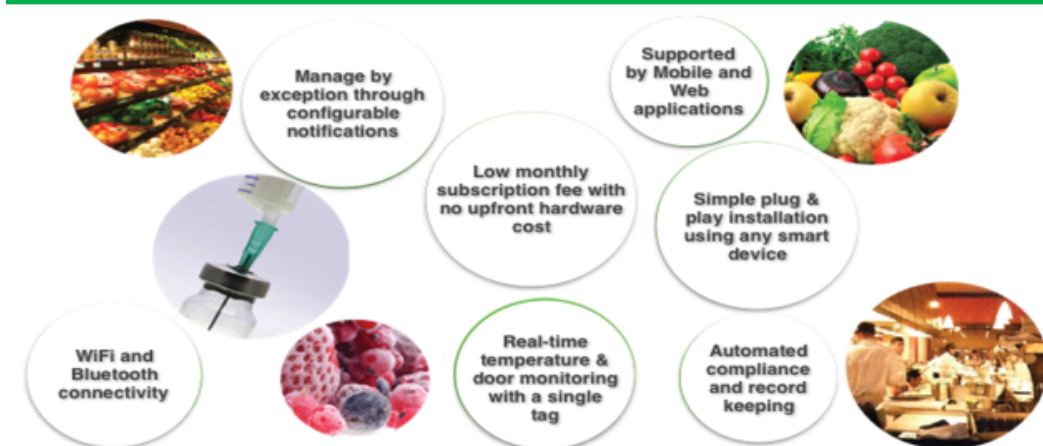 Manage by
exception through
configurable
notifications
Supported
by Mobile and
Web
applications
Low monthly
subscription fee with
no upfront hardware
cost
Simple plug &
play installation
using any smart
device
WiFi and
Bluetooth
connectivity
Real-time
temperature &
door monitoring
with a single
tag
Automated
compliance
and record
keeping